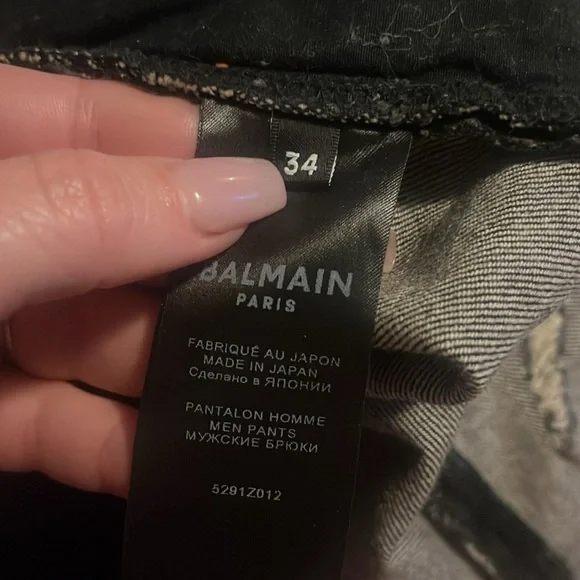 34
BALMAIN
PARIS
FABRIQUÉ AU JAPON
MADE IN JAPAN
Сделано в ЯПОНИИ
PANTALON HOMME
MEN PANTS
МУЖСКИЕ БРЮКИ
5291Z012